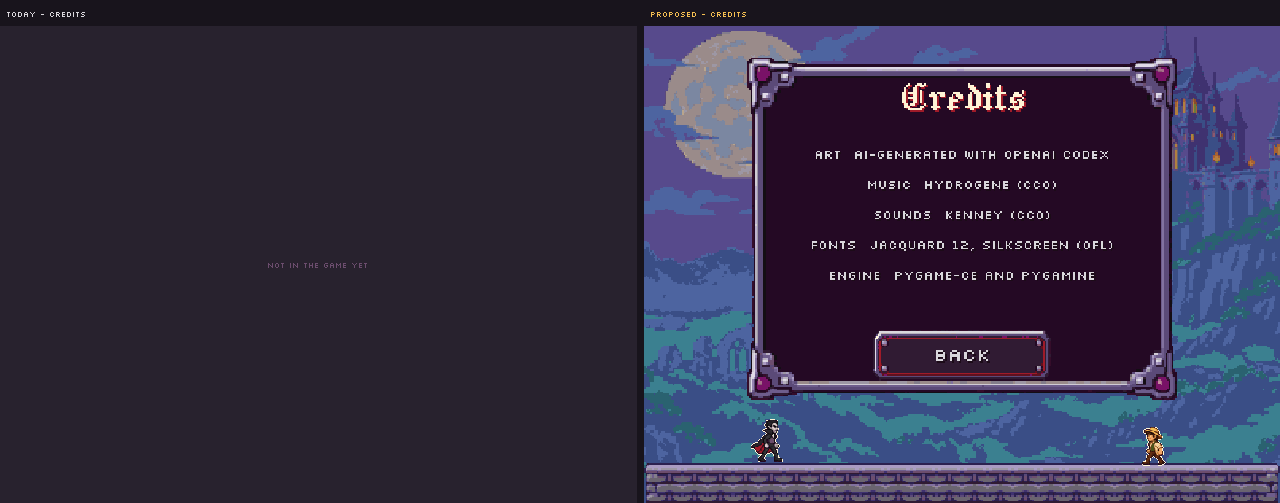 TODAY - CREDITS
PROPOSED - CREDITS
NOT IN THE GAME YET
Credits
ART AI-GENERATED WITH OPENAI CODEX
MUSIC HYDROGENE (CC0)
SOUNDS KENNEY (CC0)
FONTS JACQUARD 12, SILKSCREEN (OFL)
ENGINE PYGAME-CE AND PYGAMINE
BACK